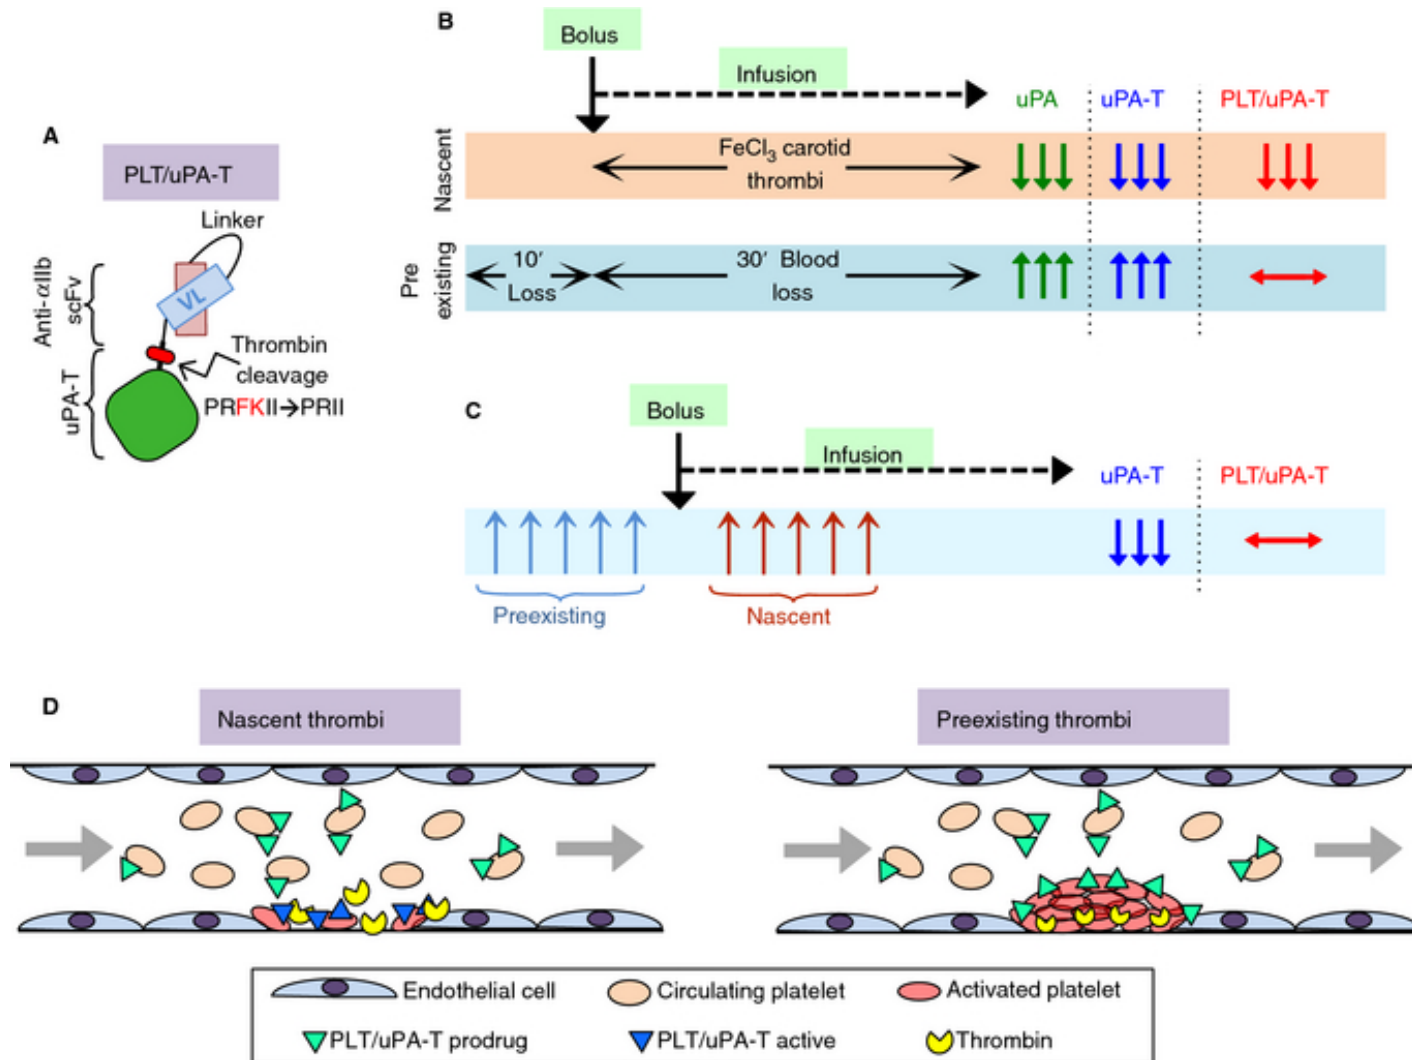 A
PLT/uPA-T
Linker
Anti-αIIb
scFv
VL
uPA-T
Thrombin
cleavage
PRFKII→PRII
B
Bolus
Infusion
uPA
uPA-T
PLT/uPA-T
Nascent
FeCl₃ carotid
thrombi
Pre
existing
10′
Loss
30′ Blood
loss
C
Bolus
Infusion
uPA-T
PLT/uPA-T
Preexisting
Nascent
D
Nascent thrombi
Preexisting thrombi
Endothelial cell
Circulating platelet
Activated platelet
PLT/uPA-T prodrug
PLT/uPA-T active
Thrombin